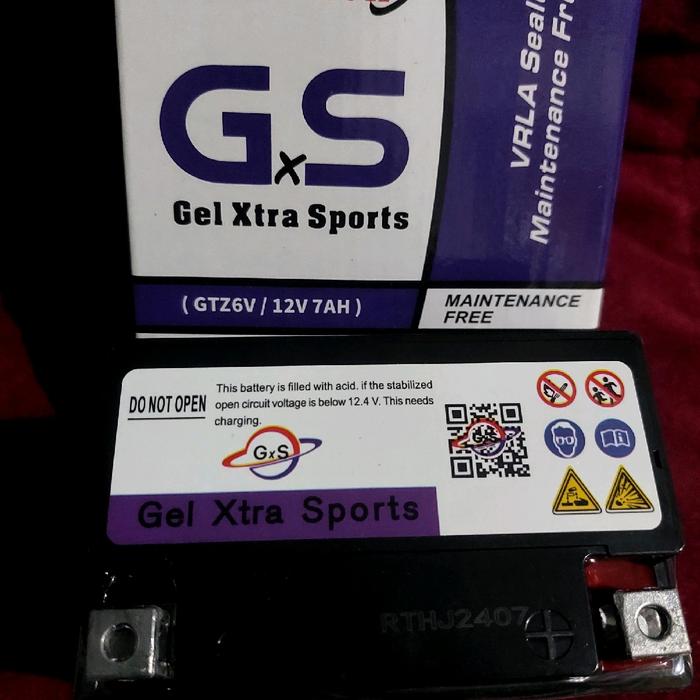 GxS
Gel Xtra Sports
( GTZ6V / 12V 7AH )
VRLA Seal
Maintenance Fr
MAINTENANCE
FREE
DO NOT OPEN
This battery is filled with acid. if the stabilized
open circuit voltage is below 12.4 V. This needs
charging.
GxS
GxS
Gel Xtra Sports
RTHJ2407